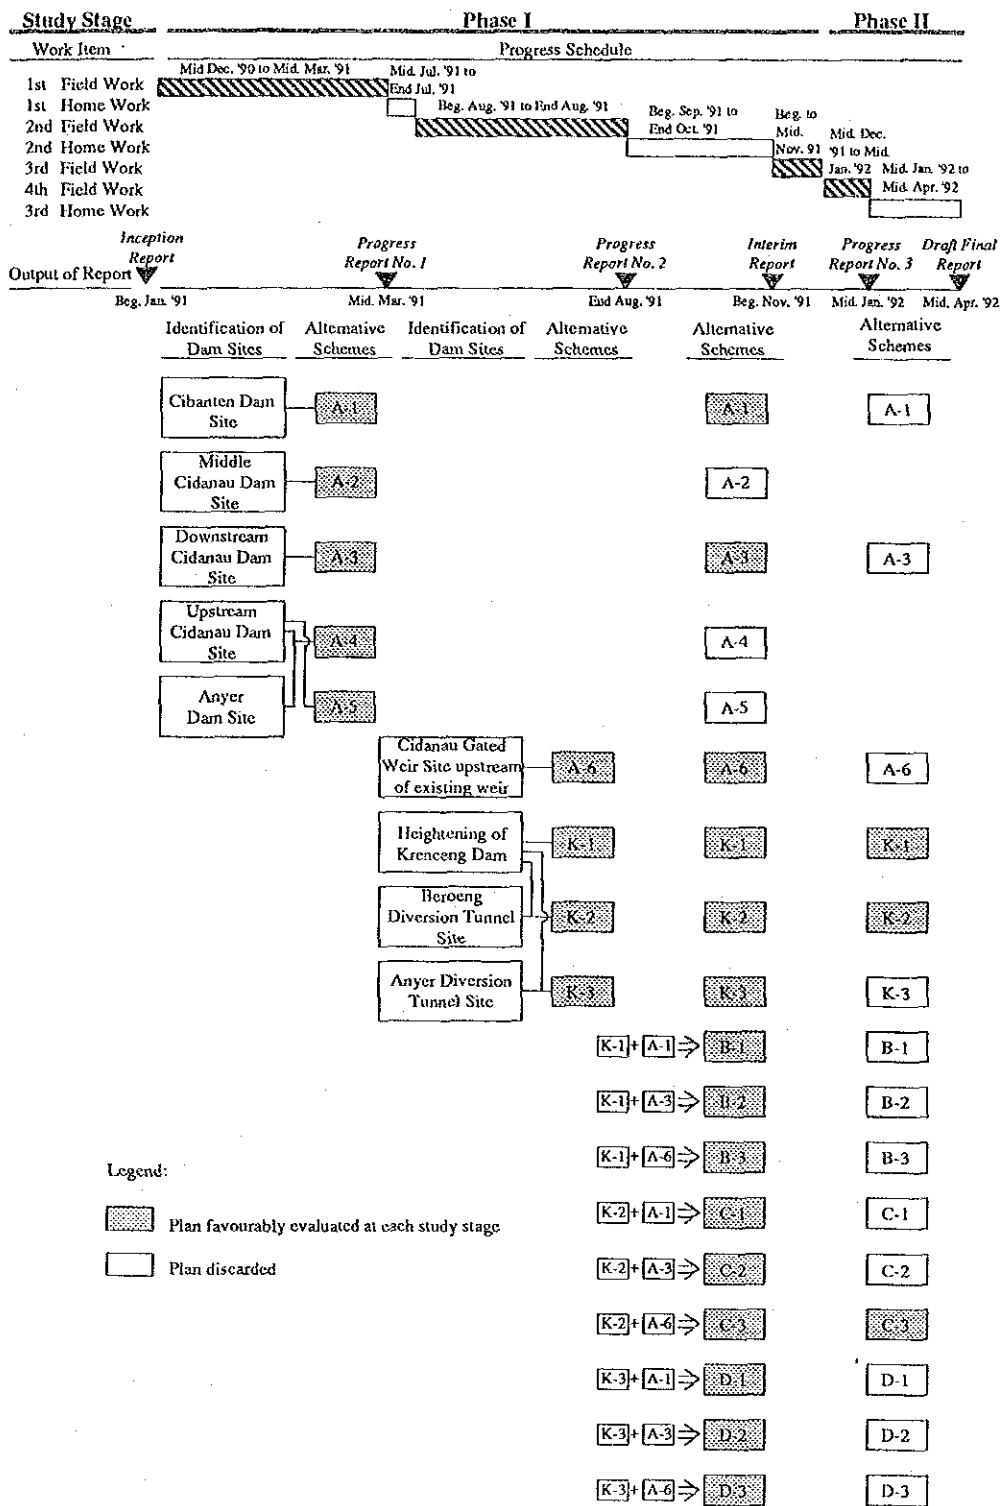 Study Stage Phase I Phase II
Work Item Progress Schedule
1st Field Work Mid Dec. '90 to Mid. Mar. '91 Mid. Jul. '91 to
End Jul. '91
1st Home Work Beg. Aug. '91 to End Aug. '91
2nd Field Work Beg. Sep. '91 to
End Oct. '91
2nd Home Work Beg. to
Mid.
Nov. 91
3rd Field Work Mid. Dec.
'91 to Mid.
Jan. '92
4th Field Work Mid. Jan. '92 to
Mid. Apr. '92
3rd Home Work
Inception
Report
Progress
Report No. 1
Progress
Report No. 2
Interim
Report
Progress
Report No. 3
Draft Final
Report
Output of Report
Beg. Jan. '91 Mid. Mar. '91 End Aug. '91 Beg. Nov. '91 Mid. Jan. '92 Mid. Apr. '92
Identification of
Dam Sites
Alternative
Schemes
Identification of
Dam Sites
Alternative
Schemes
Alternative
Schemes
Alternative
Schemes
Cibanten Dam
Site
A-1 A-1 A-1
Middle
Cidanau Dam
Site
A-2 A-2
Downstream
Cidanau Dam
Site
A-3 A-3 A-3
Upstream
Cidanau Dam
Site
A-4 A-4
Anyer
Dam Site
A-5 A-5
Cidanau Gated
Weir Site upstream
of existing weir
A-6 A-6 A-6
Heightening of
Krenceng Dam
K-1 K-1 K-1
Beroeng
Diversion Tunnel
Site
K-2 K-2 K-2
Anyer Diversion
Tunnel Site
K-3 K-3 K-3
K-1 + A-1 ⇒ B-1 B-1
K-1 + A-3 ⇒ B-2 B-2
K-1 + A-6 ⇒ B-3 B-3
Legend:
K-2 + A-1 ⇒ C-1 C-1
Plan favourably evaluated at each study stage
K-2 + A-3 ⇒ C-2 C-2
Plan discarded
K-2 + A-6 ⇒ C-3 C-3
K-3 + A-1 ⇒ D-1 D-1
K-3 + A-3 ⇒ D-2 D-2
K-3 + A-6 ⇒ D-3 D-3